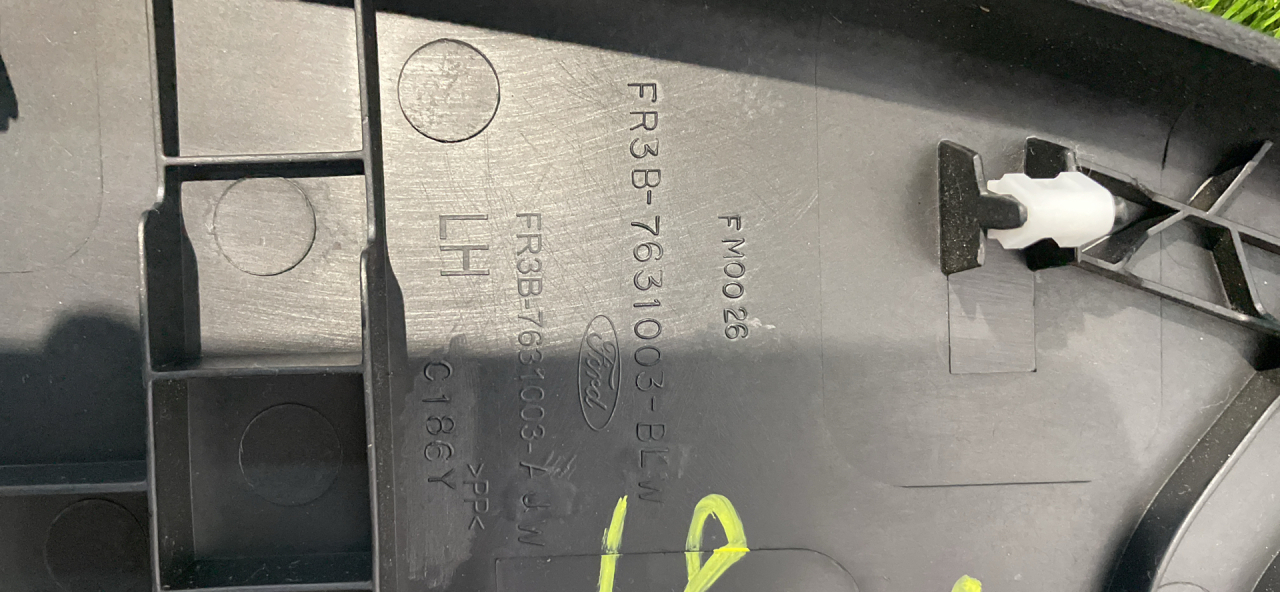 FM0026
FR3B-7631003-BLW
Ford
FR3B-7631003-AJW
LH C186Y
>PP<